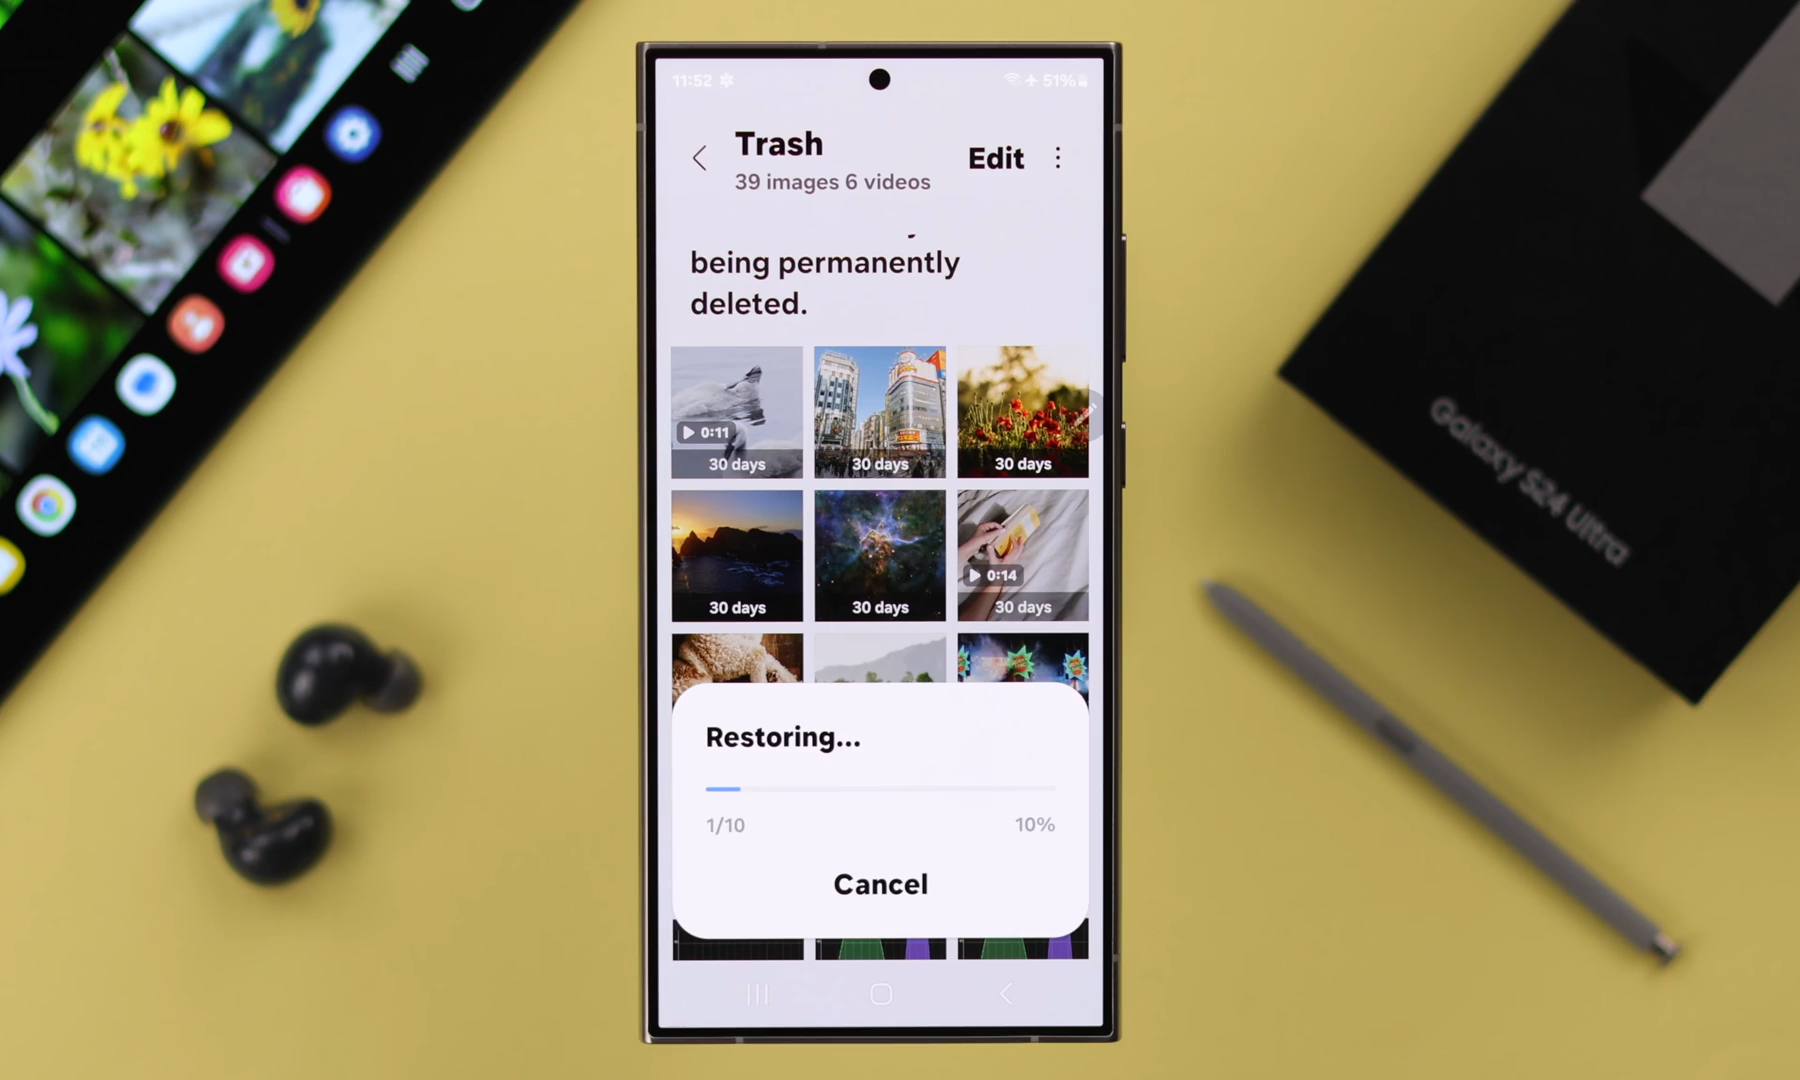 11:52
51%
Trash
Edit
39 images 6 videos
being permanently
deleted.
0:11
30 days
30 days
30 days
30 days
30 days
0:14
30 days
Restoring...
1/10
10%
Cancel
Galaxy S24 Ultra